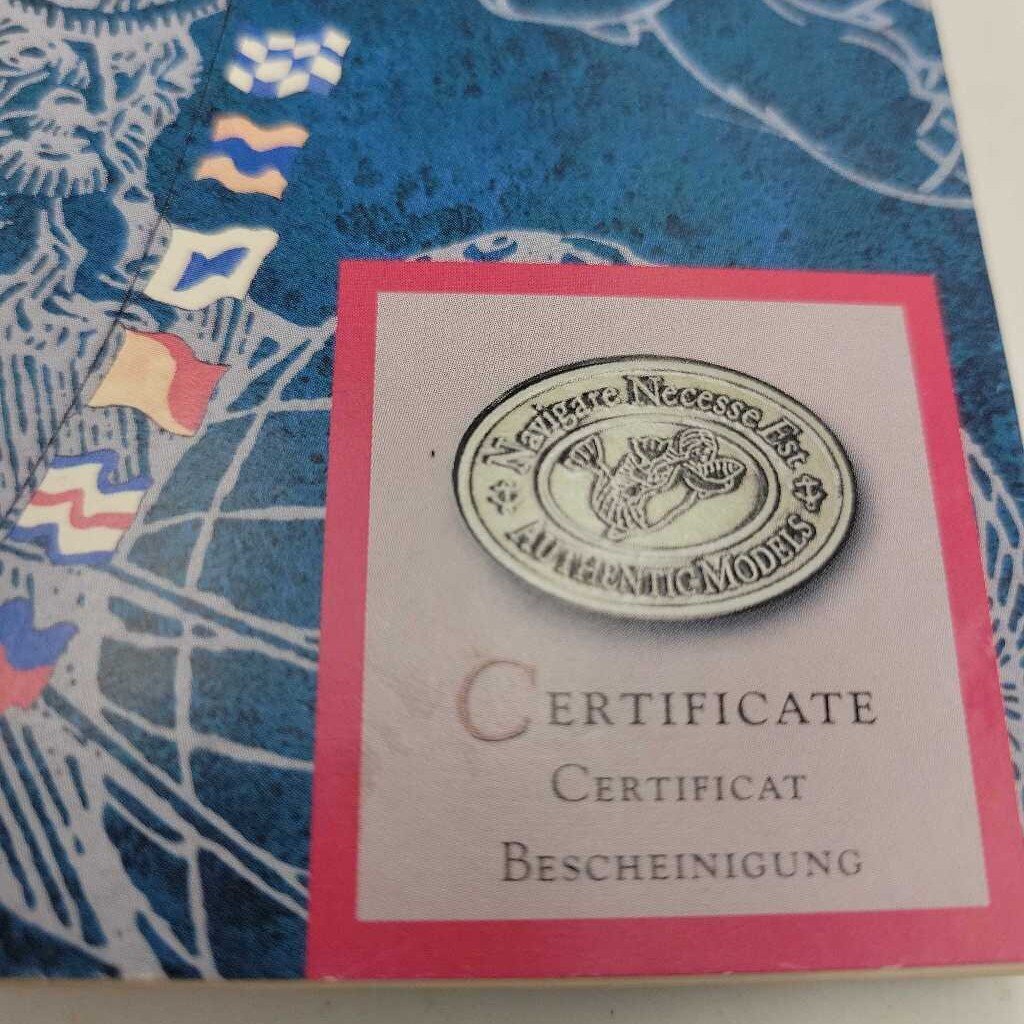 Navigare Necesse Est
AUTHENTIC MODELS
CERTIFICATE
CERTIFICAT
BESCHEINIGUNG